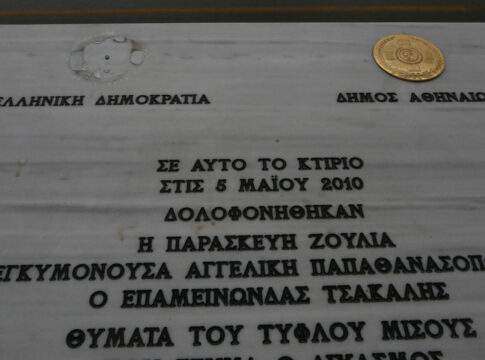 ΕΛΛΗΝΙΚΗ ΔΗΜΟΚΡΑΤΙΑ
ΔΗΜΟΣ ΑΘΗΝΑΙΩ
ΣΕ ΑΥΤΟ ΤΟ ΚΤΙΡΙΟ
ΣΤΙΣ 5 ΜΑΪΟΥ 2010
ΔΟΛΟΦΟΝΗΘΗΚΑΝ
Η ΠΑΡΑΣΚΕΥΗ ΖΟΥΛΙΑ
ΕΓΚΥΜΟΝΟΥΣΑ ΑΓΓΕΛΙΚΗ ΠΑΠΑΘΑΝΑΣΟΠ
Ο ΕΠΑΜΕΙΝΩΝΔΑΣ ΤΣΑΚΑΛΗΣ
ΘΥΜΑΤΑ ΤΟΥ ΤΥΦΛΟΥ ΜΙΣΟΥΣ